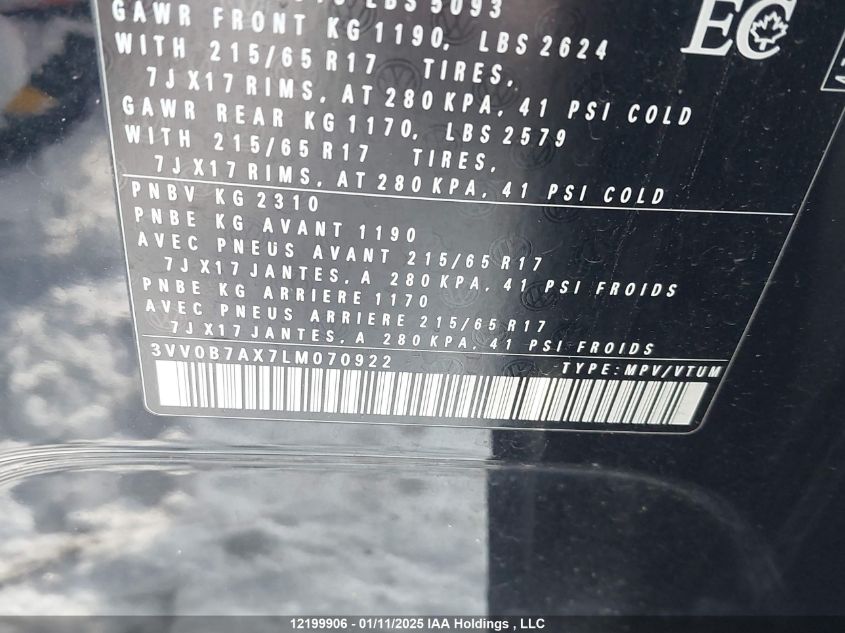 LBS 5093
GAWR FRONT KG 1190, LBS 2624
WITH 215/65 R17 TIRES,
7J X17 RIMS, AT 280 KPA, 41 PSI COLD
GAWR REAR KG 1170, LBS 2579
WITH 215/65 R17 TIRES,
7J X17 RIMS, AT 280 KPA, 41 PSI COLD
PNBV KG 2310
PNBE KG AVANT 1190
AVEC PNEUS AVANT 215/65 R17
7J X17 JANTES, A 280 KPA, 41 PSI FROIDS
PNBE KG ARRIERE 1170
AVEC PNEUS ARRIERE 215/65 R17
7J X17 JANTES, A 280 KPA, 41 PSI FROIDS
3VV0B7AX7LM070922 TYPE: MPV/VTUM
EC
12199906 - 01/11/2025 IAA Holdings , LLC